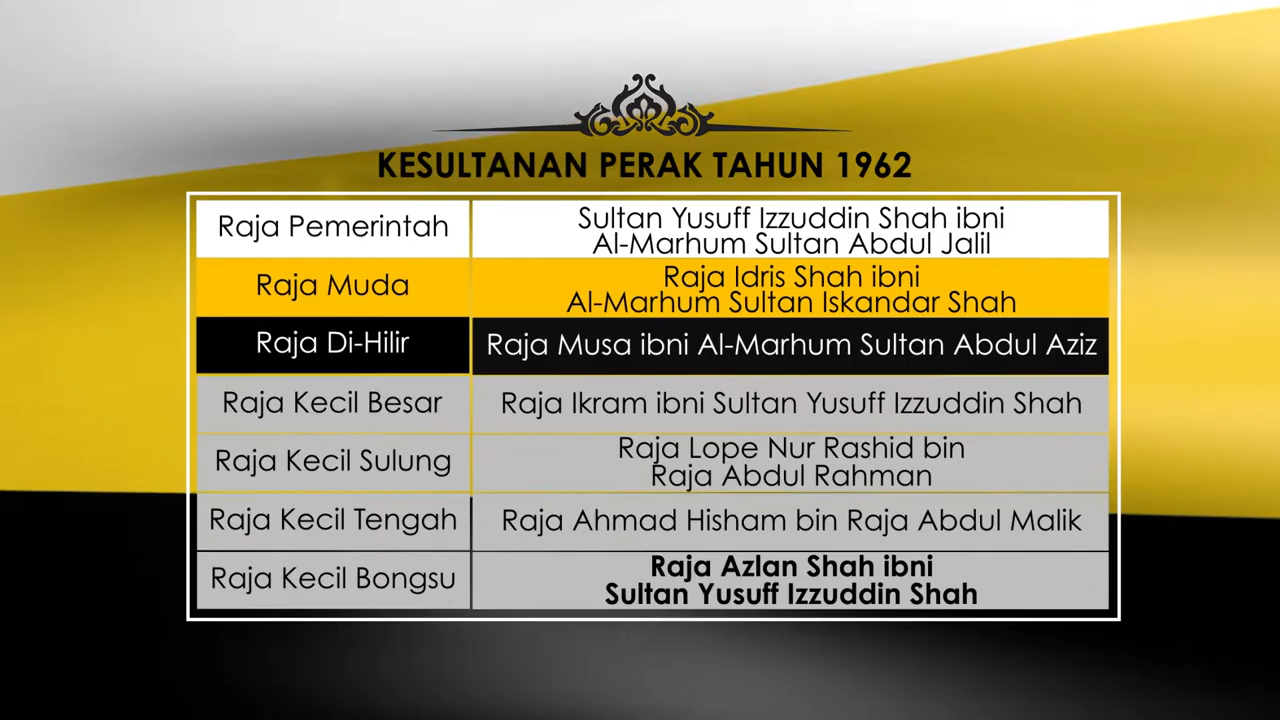 KESULTANAN PERAK TAHUN 1962
Raja Pemerintah
Sultan Yusuff Izzuddin Shah ibni
Al-Marhum Sultan Abdul Jalil
Raja Muda
Raja Idris Shah ibni
Al-Marhum Sultan Iskandar Shah
Raja Di-Hilir
Raja Musa ibni Al-Marhum Sultan Abdul Aziz
Raja Kecil Besar
Raja Ikram ibni Sultan Yusuff Izzuddin Shah
Raja Kecil Sulung
Raja Lope Nur Rashid bin
Raja Abdul Rahman
Raja Kecil Tengah
Raja Ahmad Hisham bin Raja Abdul Malik
Raja Kecil Bongsu
Raja Azlan Shah ibni
Sultan Yusuff Izzuddin Shah